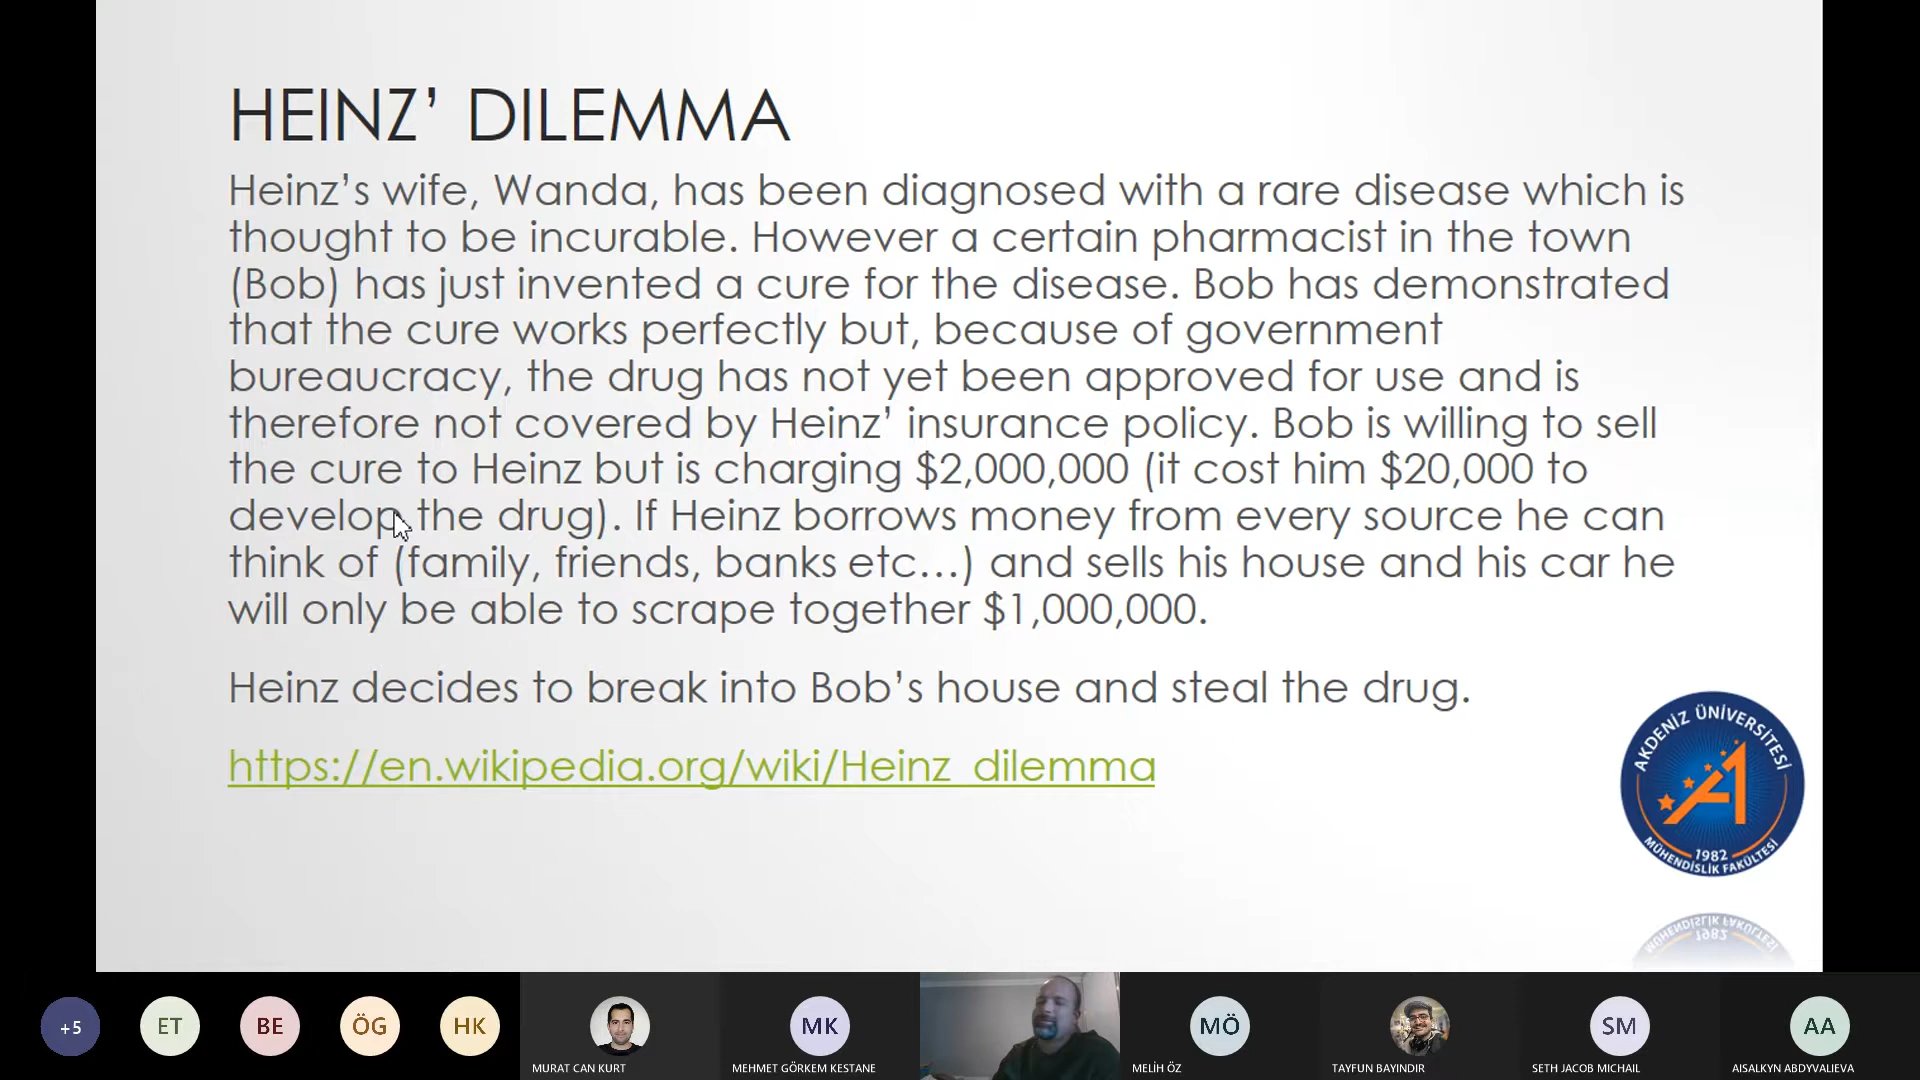 HEINZ’ DILEMMA
Heinz’s wife, Wanda, has been diagnosed with a rare disease which is
thought to be incurable. However a certain pharmacist in the town
(Bob) has just invented a cure for the disease. Bob has demonstrated
that the cure works perfectly but, because of government
bureaucracy, the drug has not yet been approved for use and is
therefore not covered by Heinz’ insurance policy. Bob is willing to sell
the cure to Heinz but is charging $2,000,000 (it cost him $20,000 to
develop the drug). If Heinz borrows money from every source he can
think of (family, friends, banks etc…) and sells his house and his car he
will only be able to scrape together $1,000,000.
Heinz decides to break into Bob’s house and steal the drug.
https://en.wikipedia.org/wiki/Heinz_dilemma
AKDENİZ ÜNİVERSİTESİ
1982
MÜHENDİSLİK FAKÜLTESİ
+5
ET
BE
ÖG
HK
MURAT CAN KURT
MK
MEHMET GÖRKEM KESTANE
MÖ
MELİH ÖZ
TAYFUN BAYINDIR
SM
SETH JACOB MICHAIL
AA
AISALKYN ABDYVALIEVA